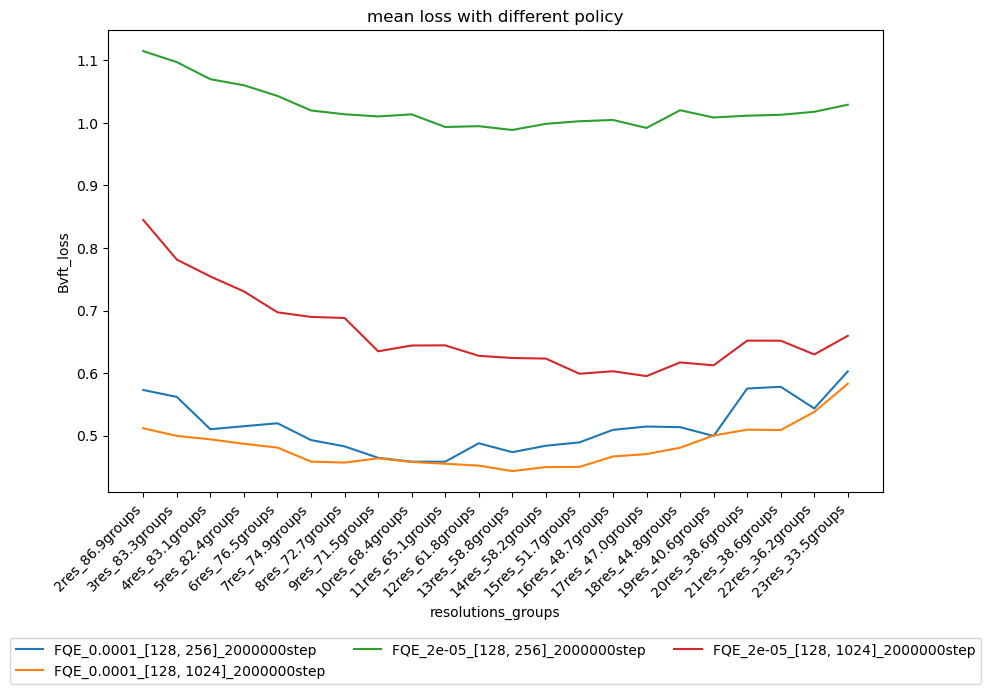 mean loss with different policy
1.1
1.0
0.9
0.8
0.7
0.6
0.5
Bvft_loss
2res_86.9groups
3res_83.3groups
4res_83.1groups
5res_82.4groups
6res_76.5groups
7res_74.9groups
8res_72.7groups
9res_71.5groups
10res_68.4groups
11res_65.1groups
12res_61.8groups
13res_58.8groups
14res_58.2groups
15res_51.7groups
16res_48.7groups
17res_47.0groups
18res_44.8groups
19res_40.6groups
20res_38.6groups
21res_38.6groups
22res_36.2groups
23res_33.5groups
resolutions_groups
FQE_0.0001_[128, 256]_2000000step
FQE_0.0001_[128, 1024]_2000000step
FQE_2e-05_[128, 256]_2000000step
FQE_2e-05_[128, 1024]_2000000step